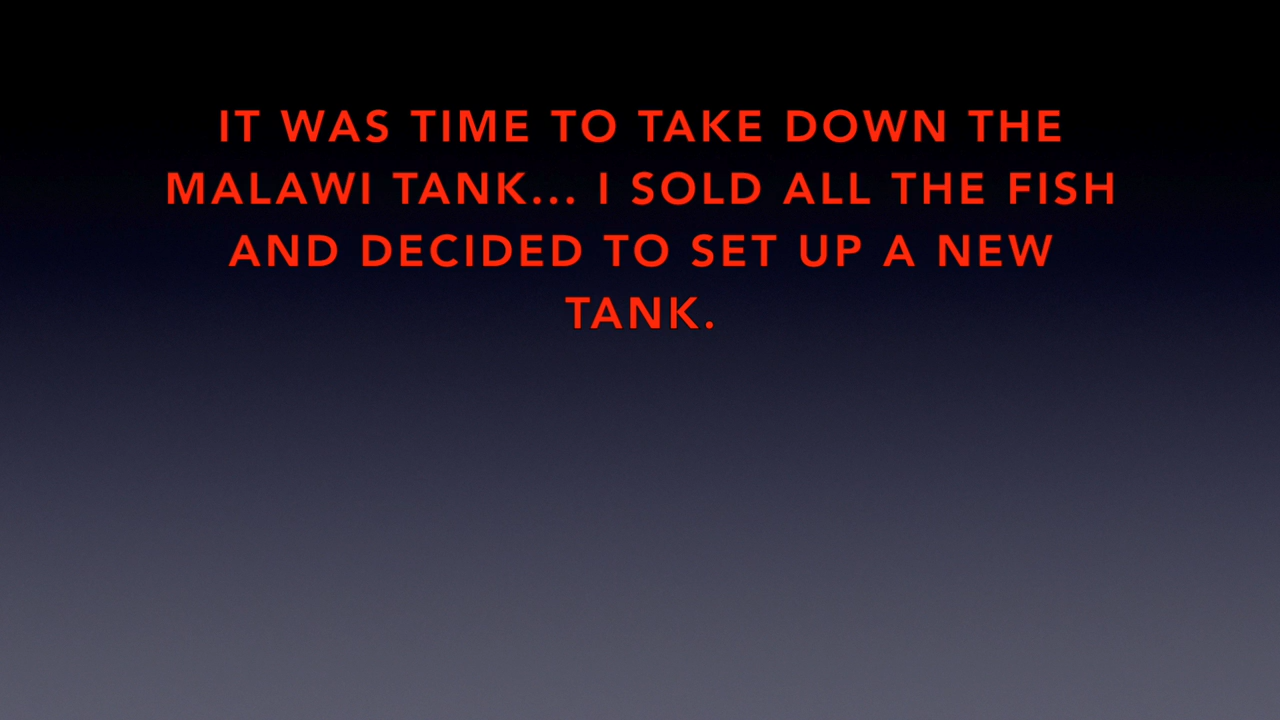 IT WAS TIME TO TAKE DOWN THE
MALAWI TANK... I SOLD ALL THE FISH
AND DECIDED TO SET UP A NEW
TANK.